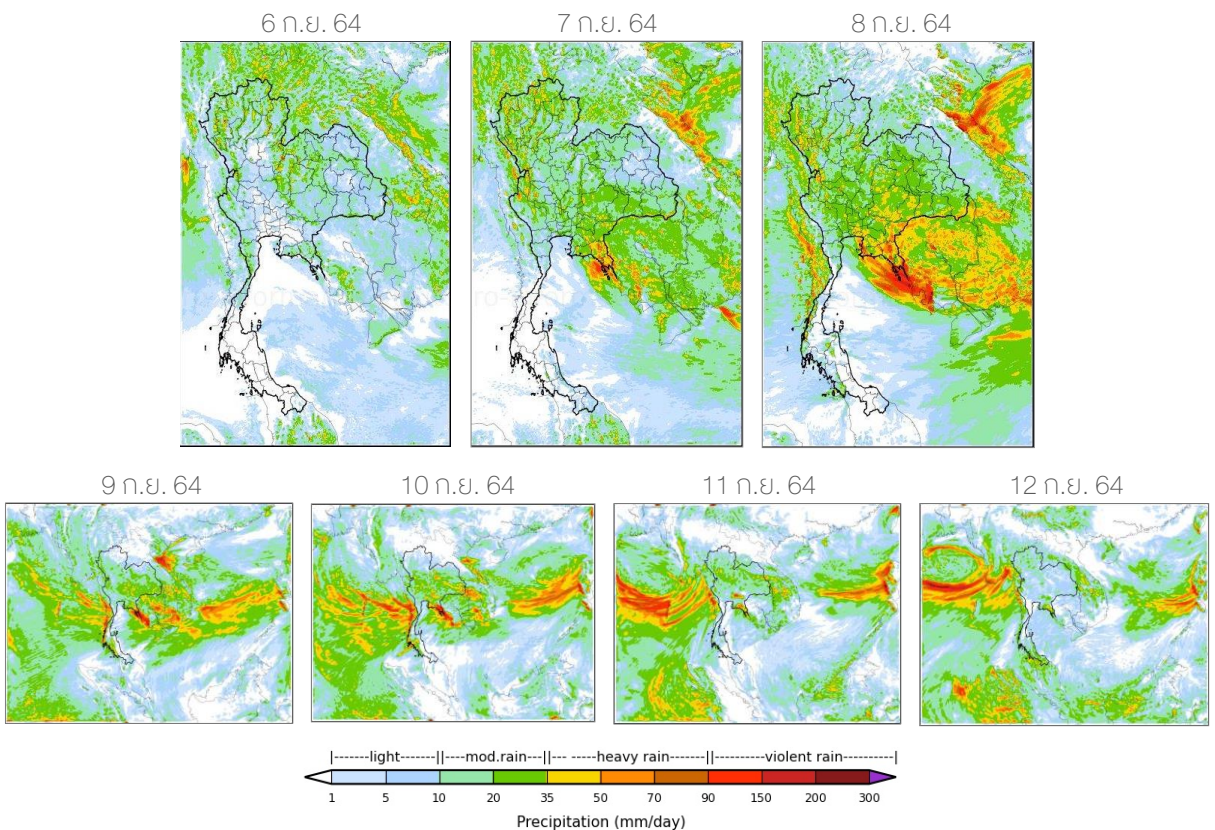 6 ก.ย. 64 7 ก.ย. 64 8 ก.ย. 64
9 ก.ย. 64 10 ก.ย. 64 11 ก.ย. 64 12 ก.ย. 64
|-------light-------||----mod.rain---||--- -----heavy rain------||---------violent rain---------|
1 5 10 20 35 50 70 90 150 200 300
Precipitation (mm/day)